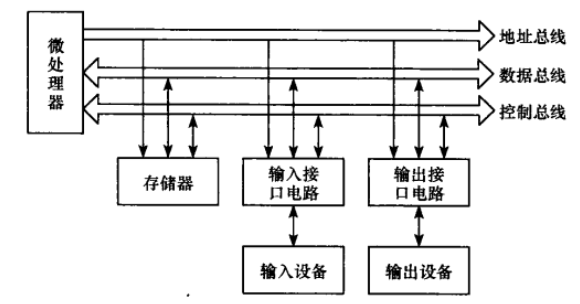 微处理器
地址总线
数据总线
控制总线
存储器
输入接
口电路
输出接
口电路
输入设备
输出设备